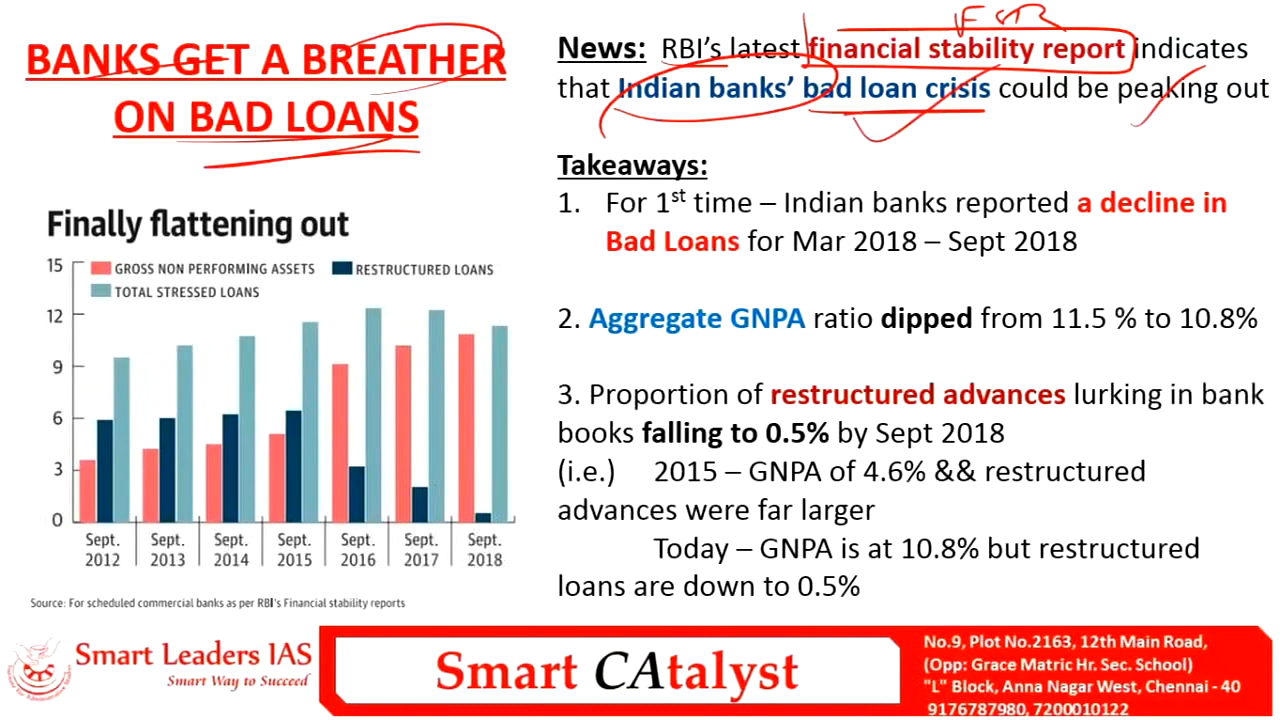 BANKS GET A BREATHER
ON BAD LOANS
FSR
News: RBI's latest financial stability report indicates
that Indian banks' bad loan crisis could be peaking out
Takeaways:
1. For 1st time – Indian banks reported a decline in
Bad Loans for Mar 2018 – Sept 2018
2. Aggregate GNPA ratio dipped from 11.5 % to 10.8%
3. Proportion of restructured advances lurking in bank
books falling to 0.5% by Sept 2018
(i.e.) 2015 – GNPA of 4.6% && restructured
advances were far larger
Today – GNPA is at 10.8% but restructured
loans are down to 0.5%
Finally flattening out
15
GROSS NON PERFORMING ASSETS
RESTRUCTURED LOANS
TOTAL STRESSED LOANS
12
9
6
3
0
Sept. Sept. Sept. Sept. Sept. Sept. Sept.
2012 2013 2014 2015 2016 2017 2018
Source: For scheduled commercial banks as per RBI's Financial stability reports
Smart Leaders IAS
Smart Way to Succeed
Smart CAtalyst
No.9, Plot No.2163, 12th Main Road,
(Opp: Grace Matric Hr. Sec. School)
"L" Block, Anna Nagar West, Chennai - 40
9176787980, 7200010122